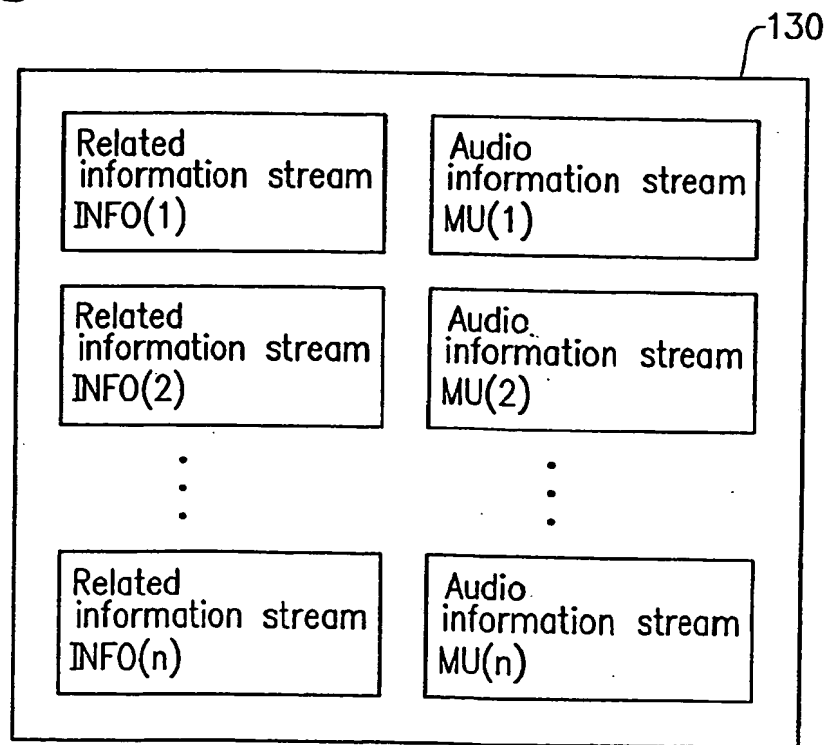 130
Related
information stream
INFO(1)
Audio
information stream
MU(1)
Related
information stream
INFO(2)
Audio
information stream
MU(2)
Related
information stream
INFO(n)
Audio
information stream
MU(n)